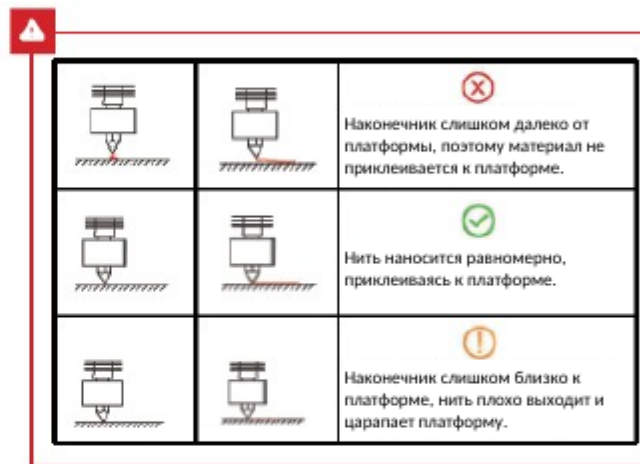 Наконечник слишком далеко от
платформы, поэтому материал не
приклеивается к платформе.
Нить наносится равномерно,
приклеиваясь к платформе.
Наконечник слишком близко к
платформе, нить плохо выходит и
царапает платформу.